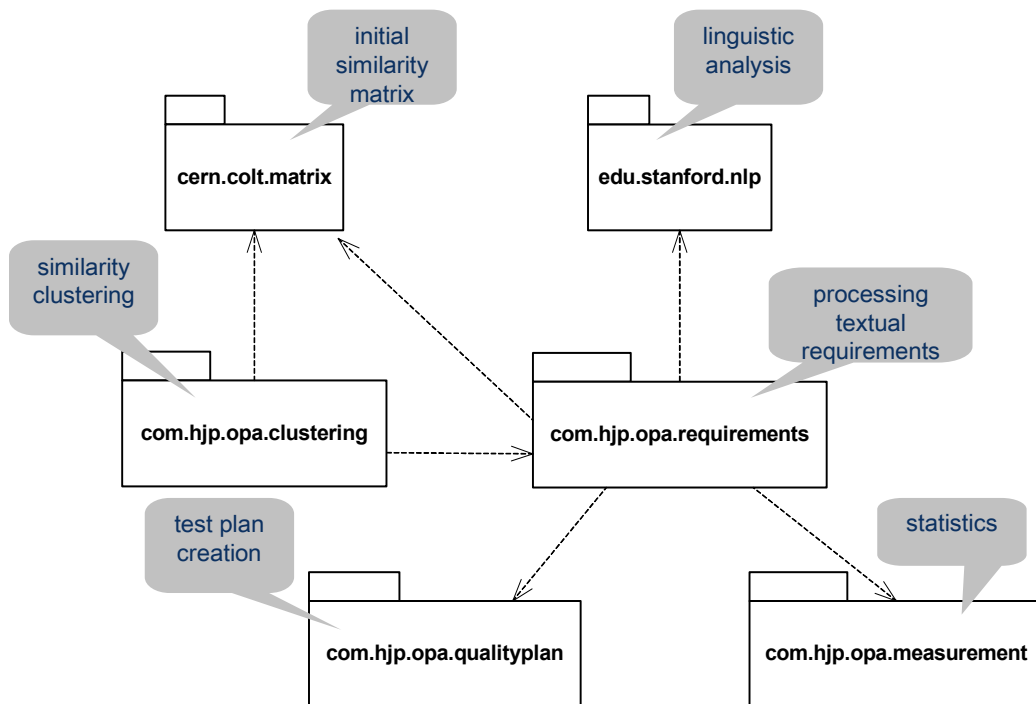 initial
similarity
matrix
linguistic
analysis
cern.colt.matrix
edu.stanford.nlp
similarity
clustering
processing
textual
requirements
com.hjp.opa.clustering
com.hjp.opa.requirements
test plan
creation
statistics
com.hjp.opa.qualityplan
com.hjp.opa.measurement